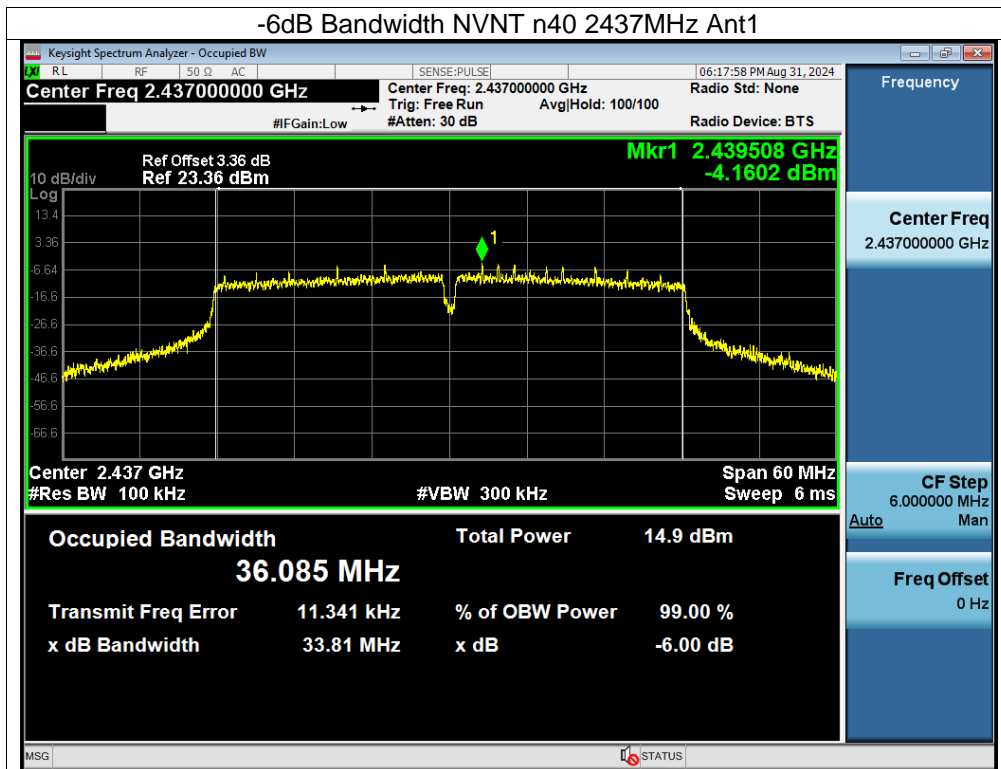 -6dB Bandwidth NVNT n40 2437MHz Ant1
Keysight Spectrum Analyzer - Occupied BW
LXI RL RF 50 Ω AC SENSE:PULSE 06:17:58 PM Aug 31, 2024
Center Freq 2.437000000 GHz
Center Freq: 2.437000000 GHz
Radio Std: None
Trig: Free Run Avg|Hold: 100/100
#IFGain:Low
#Atten: 30 dB
Radio Device: BTS
Frequency
Ref Offset 3.36 dB
10 dB/div Ref 23.36 dBm
Mkr1 2.439508 GHz
-4.1602 dBm
Log
13.4
3.36
-6.64
-16.6
-26.6
-36.6
-46.6
-56.6
-66.6
1
Center 2.437 GHz
Span 60 MHz
#Res BW 100 kHz
#VBW 300 kHz
Sweep 6 ms
Center Freq
2.437000000 GHz
CF Step
6.000000 MHz
Auto Man
Freq Offset
0 Hz
Occupied Bandwidth
36.085 MHz
Total Power 14.9 dBm
Transmit Freq Error 11.341 kHz
% of OBW Power 99.00 %
x dB Bandwidth 33.81 MHz
x dB -6.00 dB
MSG
STATUS